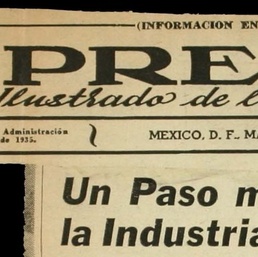 (INFORMACION EN
PRE
Ilustrado de l
Administración
de 1935.
MEXICO, D. F.- MA
Un Paso m
la Industria